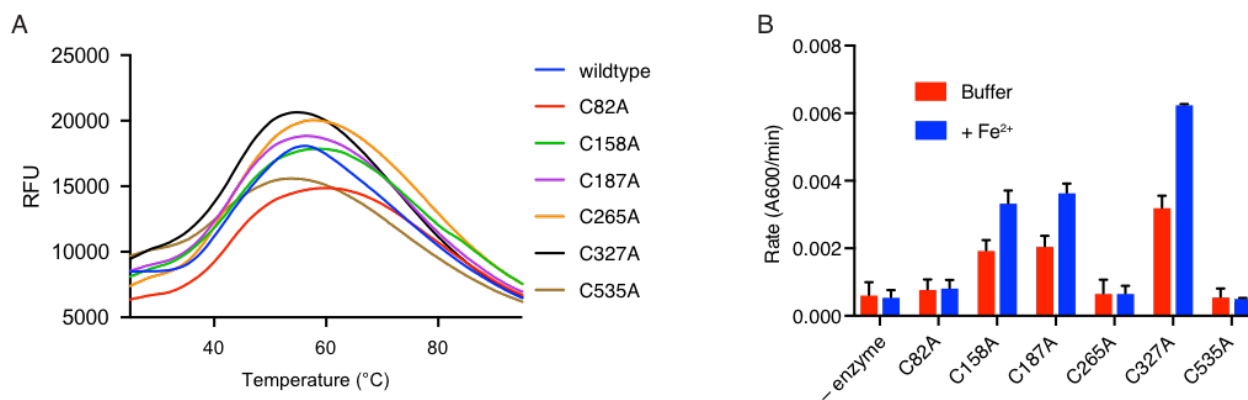 A
25000
20000
15000
10000
5000
RFU
40
60
80
Temperature (°C)
wildtype
C82A
C158A
C187A
C265A
C327A
C535A
B
0.008
0.006
0.004
0.002
0.000
Rate (A600/min)
Buffer
+ Fe²⁺
– enzyme
C82A
C158A
C187A
C265A
C327A
C535A